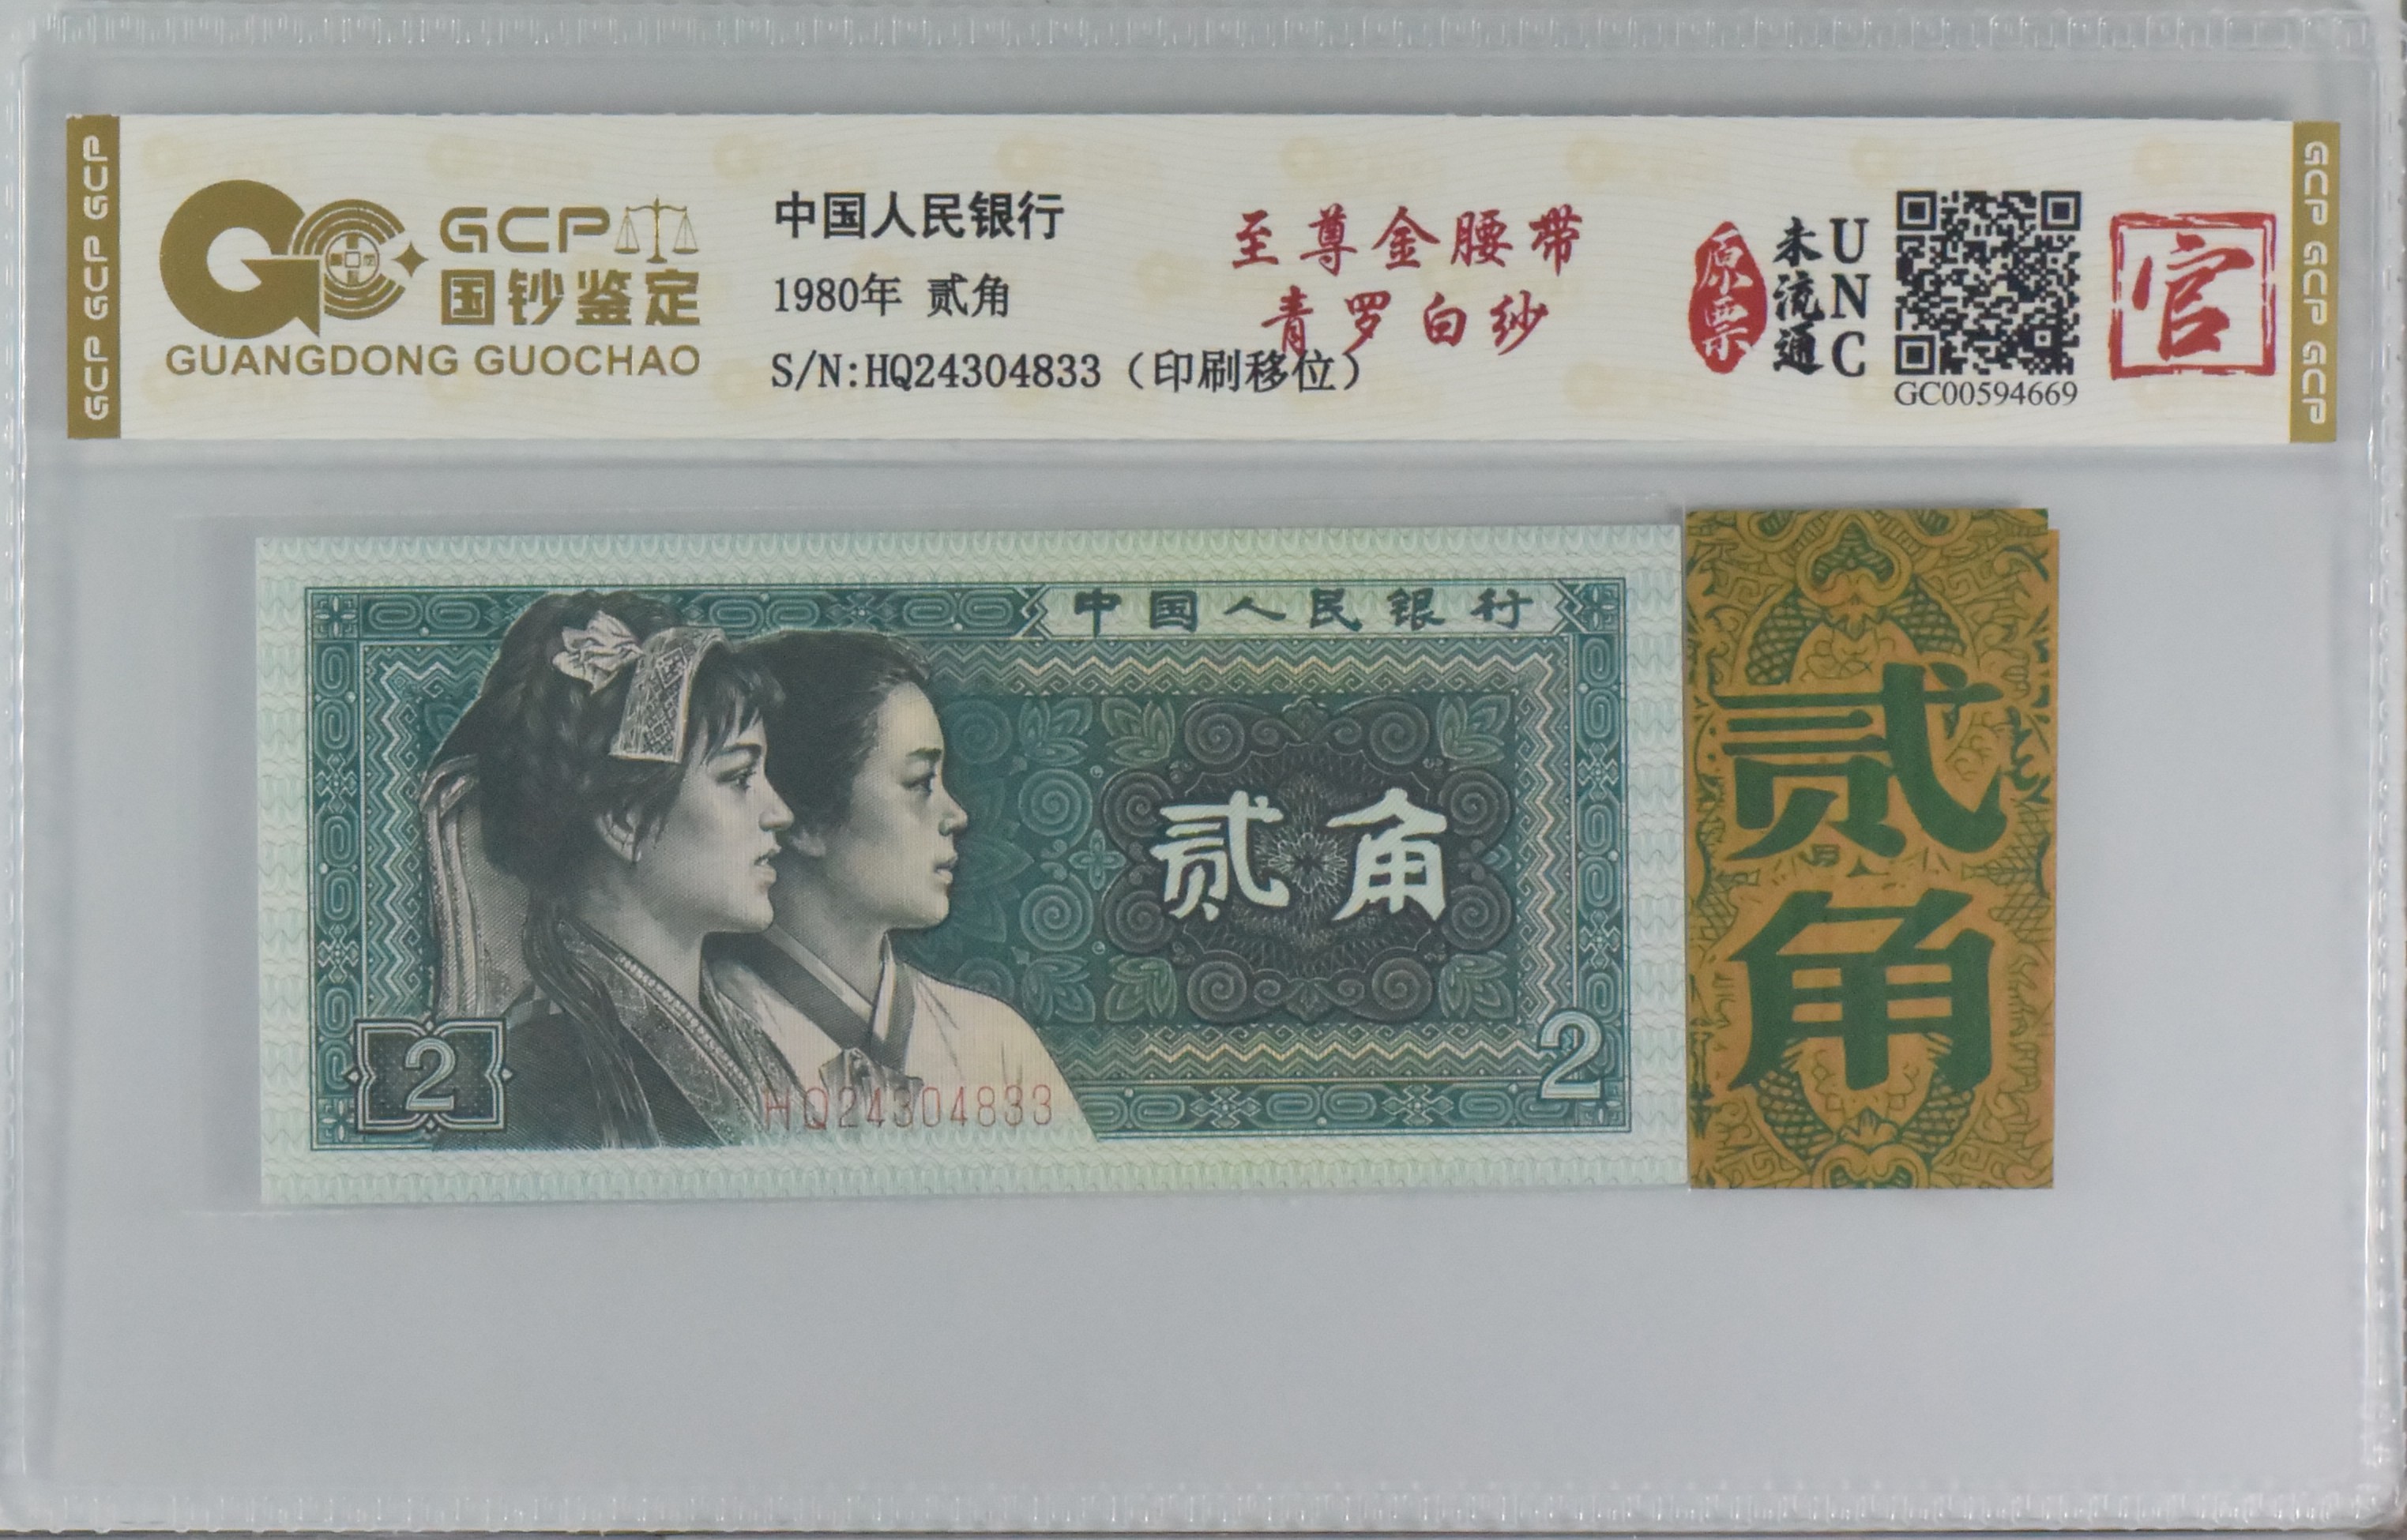 GCP GCP GCP
GCP
国钞鉴定
GUANGDONG GUOCHAO
中国人民银行
1980年 贰角
S/N:HQ24304833（印刷移位）
至尊金腰带
青罗白纱
原票
未流通
UNC
GC00594669
官
GCP GCP GCP
中国人民银行
贰角
2
HQ24304833
2
贰角